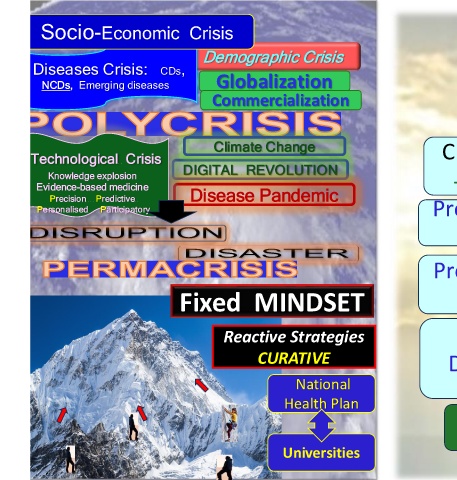 Socio-Economic Crisis
Demographic Crisis
Diseases Crisis: CDs,
NCDs, Emerging diseases
Globalization
Commercialization
POLYCRISIS
Climate Change
Technological Crisis
DIGITAL REVOLUTION
Knowledge explosion
Evidence-based medicine
Precision Predictive
Personalised Participatory
Disease Pandemic
DISRUPTION
DISASTER
PERMACRISIS
Fixed MINDSET
Reactive Strategies
CURATIVE
National
Health Plan
Universities
C
Pr
Pr
D